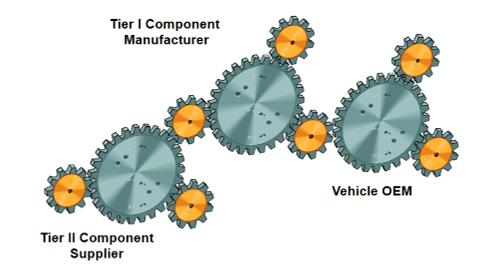 Tier I Component
Manufacturer
Vehicle OEM
Tier II Component
Supplier